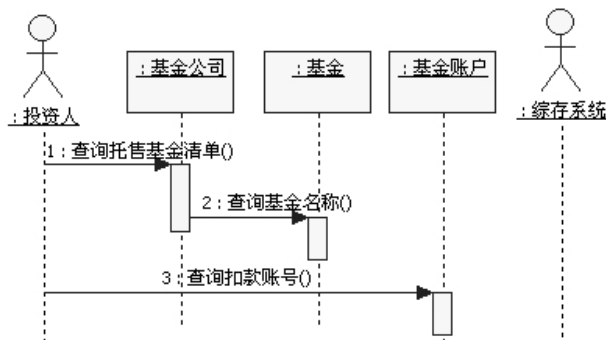 : 基金公司
: 基金
: 基金账户
: 投资人
: 综存系统
1 : 查询托售基金清单()
2 : 查询基金名称()
3 : 查询扣款账号()